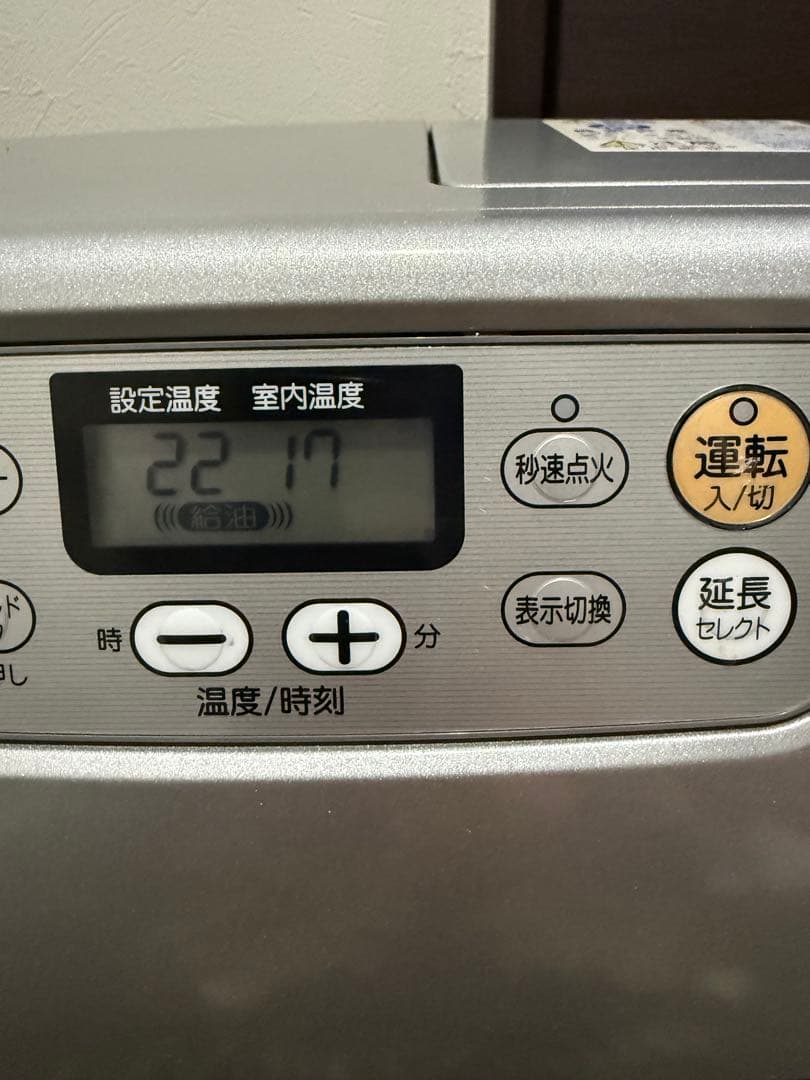 設定温度 室内温度
22 17
給油
秒速点火
運転
入/切
時 − + 分
温度/時刻
表示切換
延長
セレクト